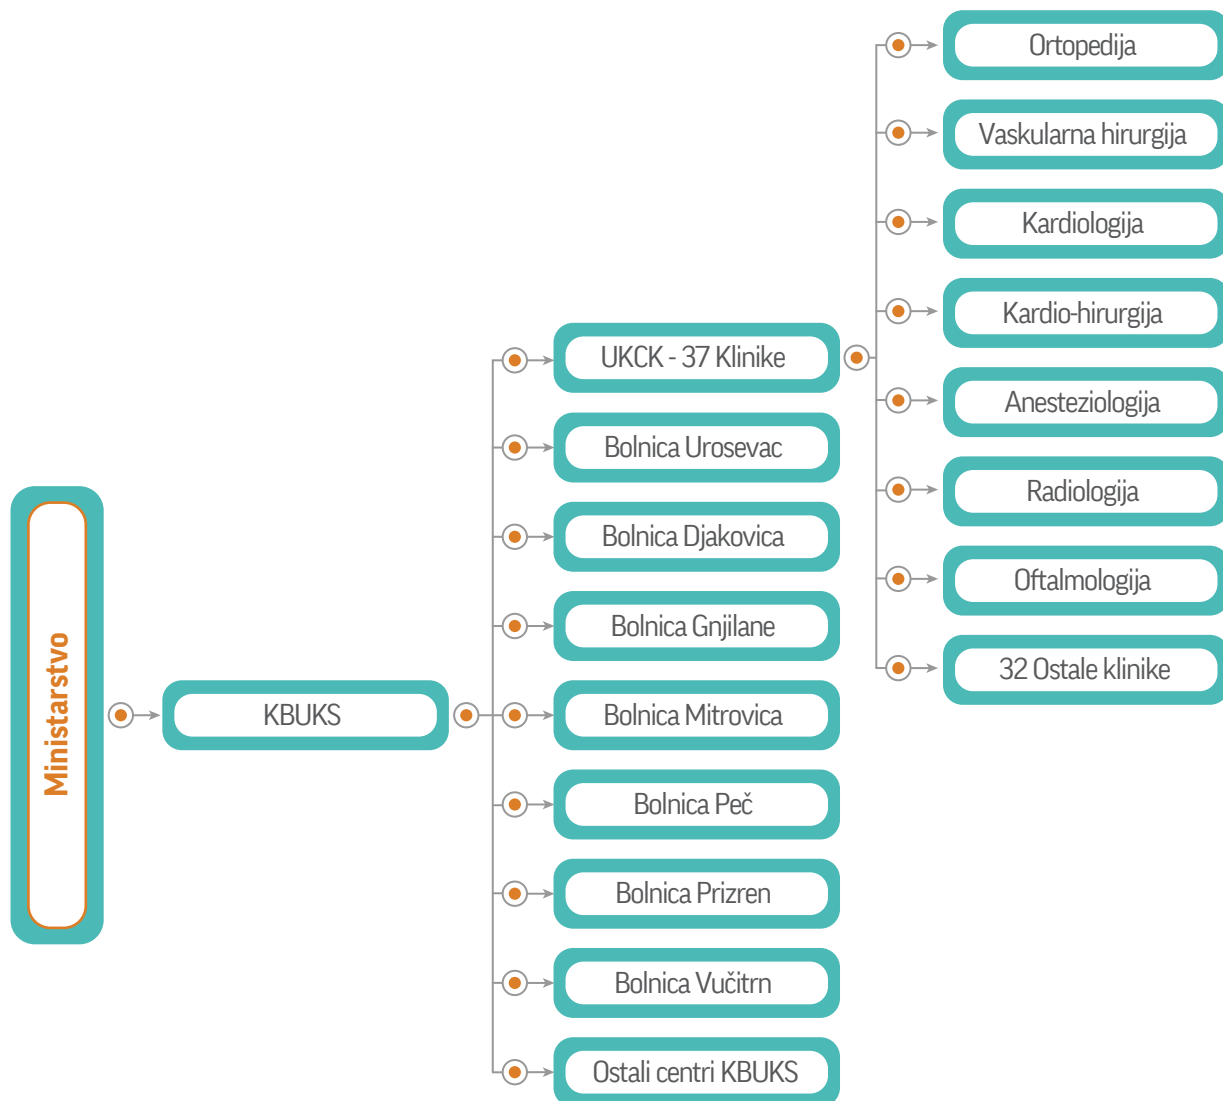 Ministarstvo
KBUKS
UKCK - 37 Klinike
Bolnica Urosevac
Bolnica Djakovica
Bolnica Gnjilane
Bolnica Mitrovica
Bolnica Peč
Bolnica Prizren
Bolnica Vučitrn
Ostali centri KBUKS
Ortopedija
Vaskularna hirurgija
Kardiologija
Kardio-hirurgija
Anesteziologija
Radiologija
Oftalmologija
32 Ostale klinike